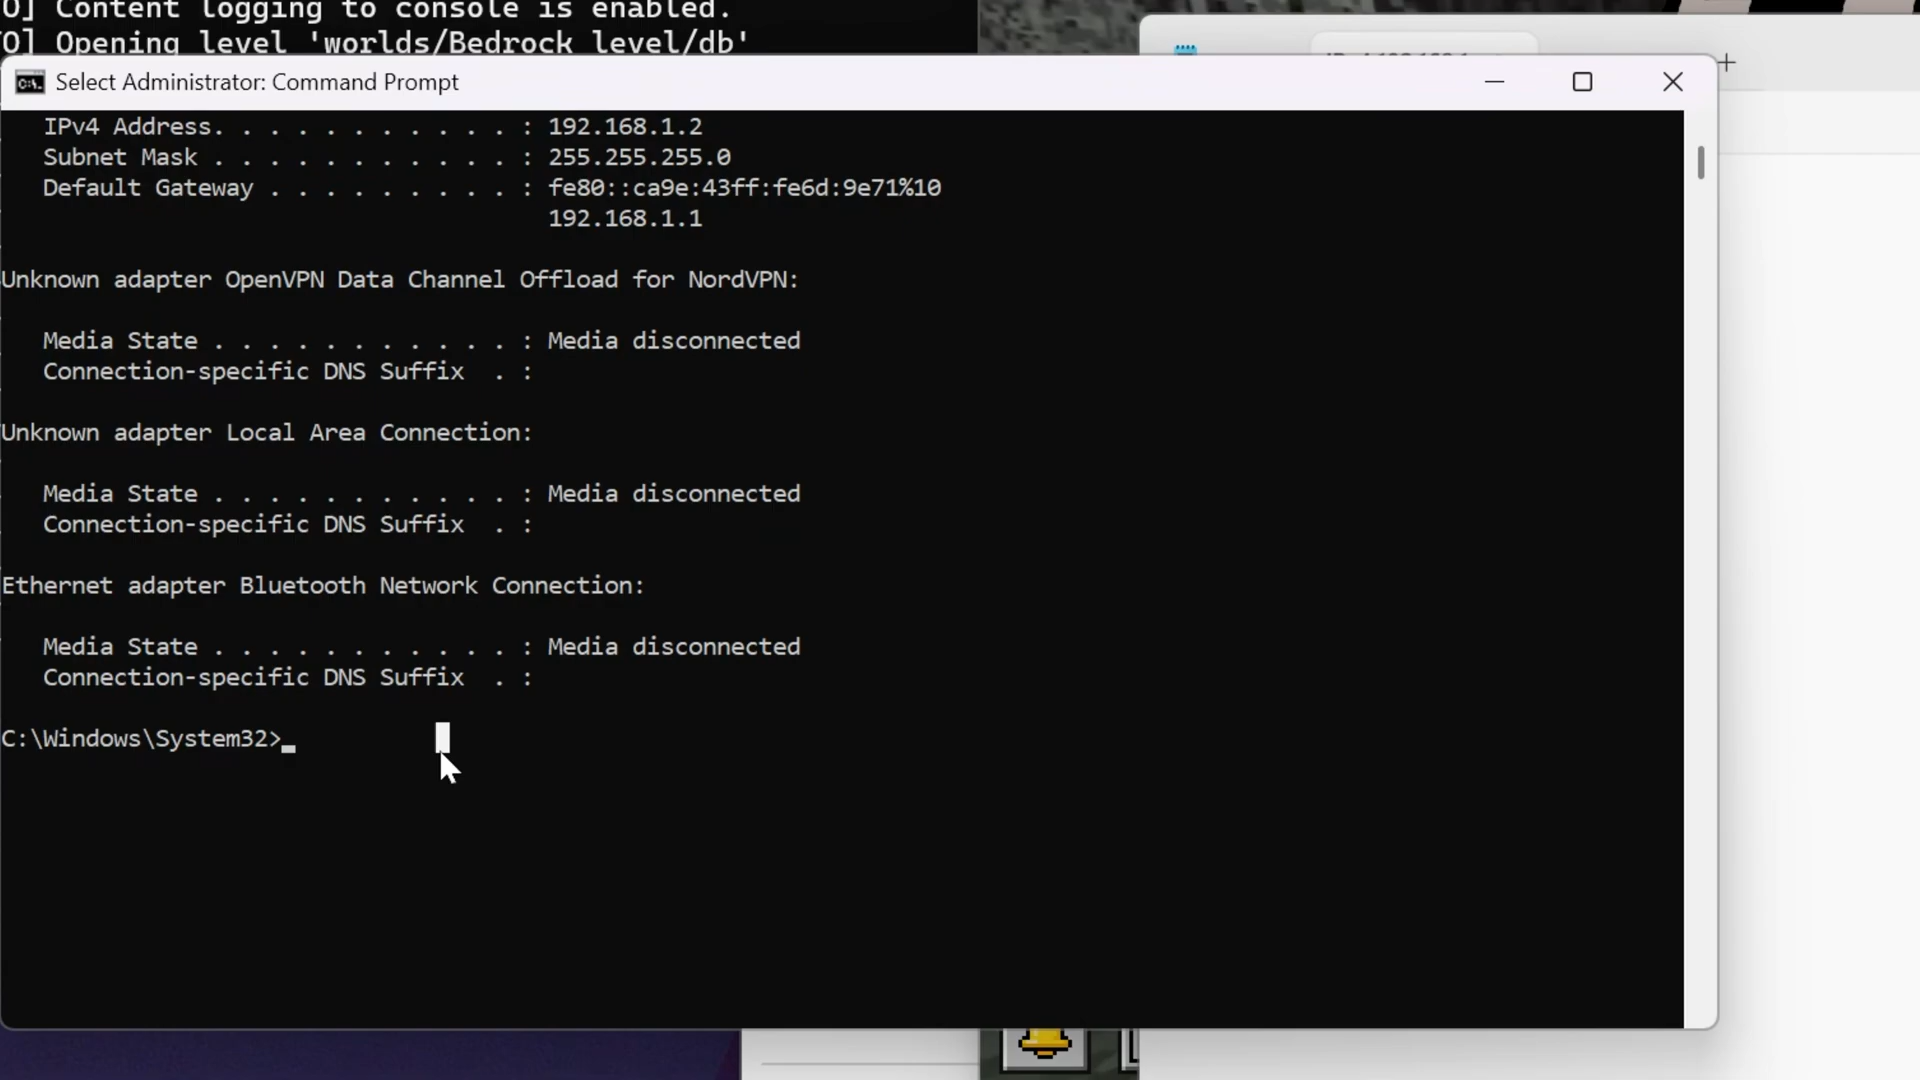 O] Content logging to console is enabled.
O] Opening level 'worlds/Bedrock level/db'
Select Administrator: Command Prompt
IPv4 Address. . . . . . . . . . . : 192.168.1.2
Subnet Mask . . . . . . . . . . . : 255.255.255.0
Default Gateway . . . . . . . . . : fe80::ca9e:43ff:fe6d:9e71%10
192.168.1.1
Unknown adapter OpenVPN Data Channel Offload for NordVPN:
Media State . . . . . . . . . . . : Media disconnected
Connection-specific DNS Suffix  . :
Unknown adapter Local Area Connection:
Media State . . . . . . . . . . . : Media disconnected
Connection-specific DNS Suffix  . :
Ethernet adapter Bluetooth Network Connection:
Media State . . . . . . . . . . . : Media disconnected
Connection-specific DNS Suffix  . :
C:\Windows\System32>